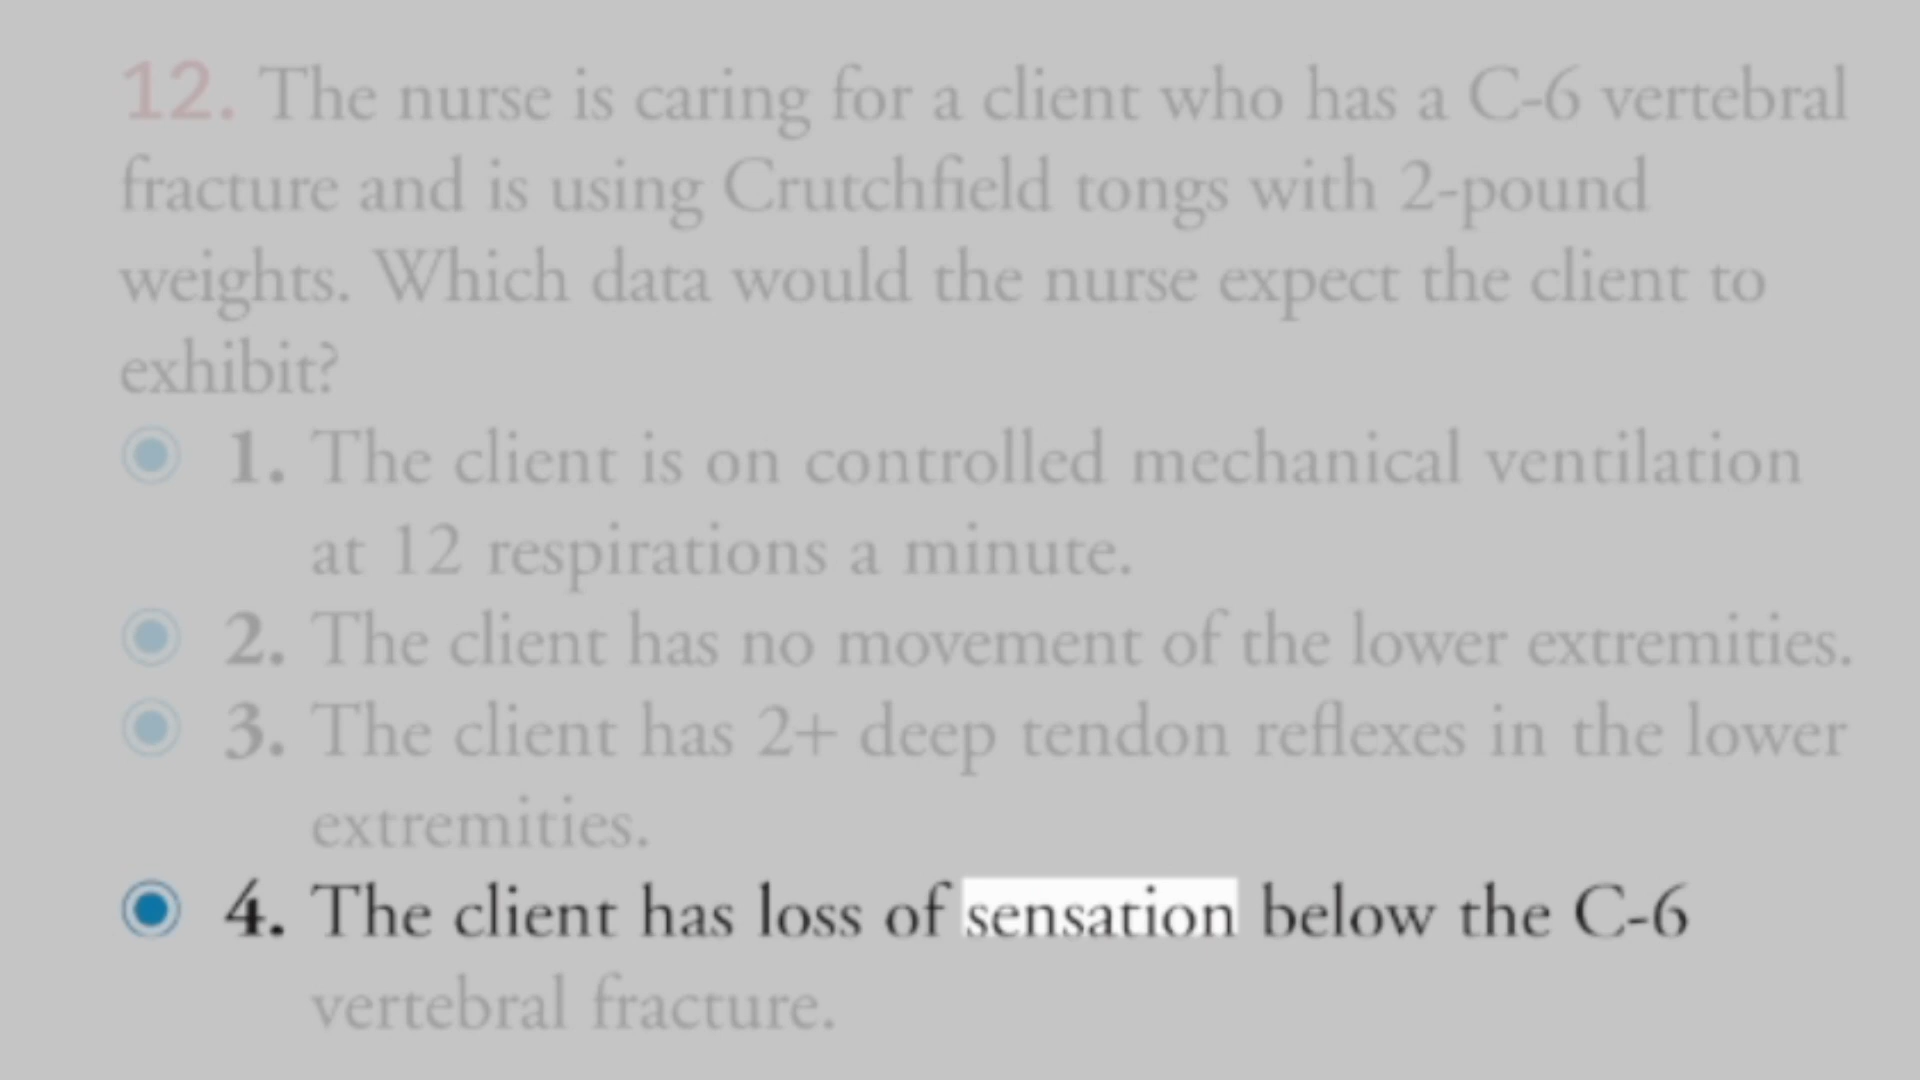 12. The nurse is caring for a client who has a C-6 vertebral
fracture and is using Crutchfield tongs with 2-pound
weights. Which data would the nurse expect the client to
exhibit?
1. The client is on controlled mechanical ventilation
at 12 respirations a minute.
2. The client has no movement of the lower extremities.
3. The client has 2+ deep tendon reflexes in the lower
extremities.
4. The client has loss of sensation below the C-6
vertebral fracture.